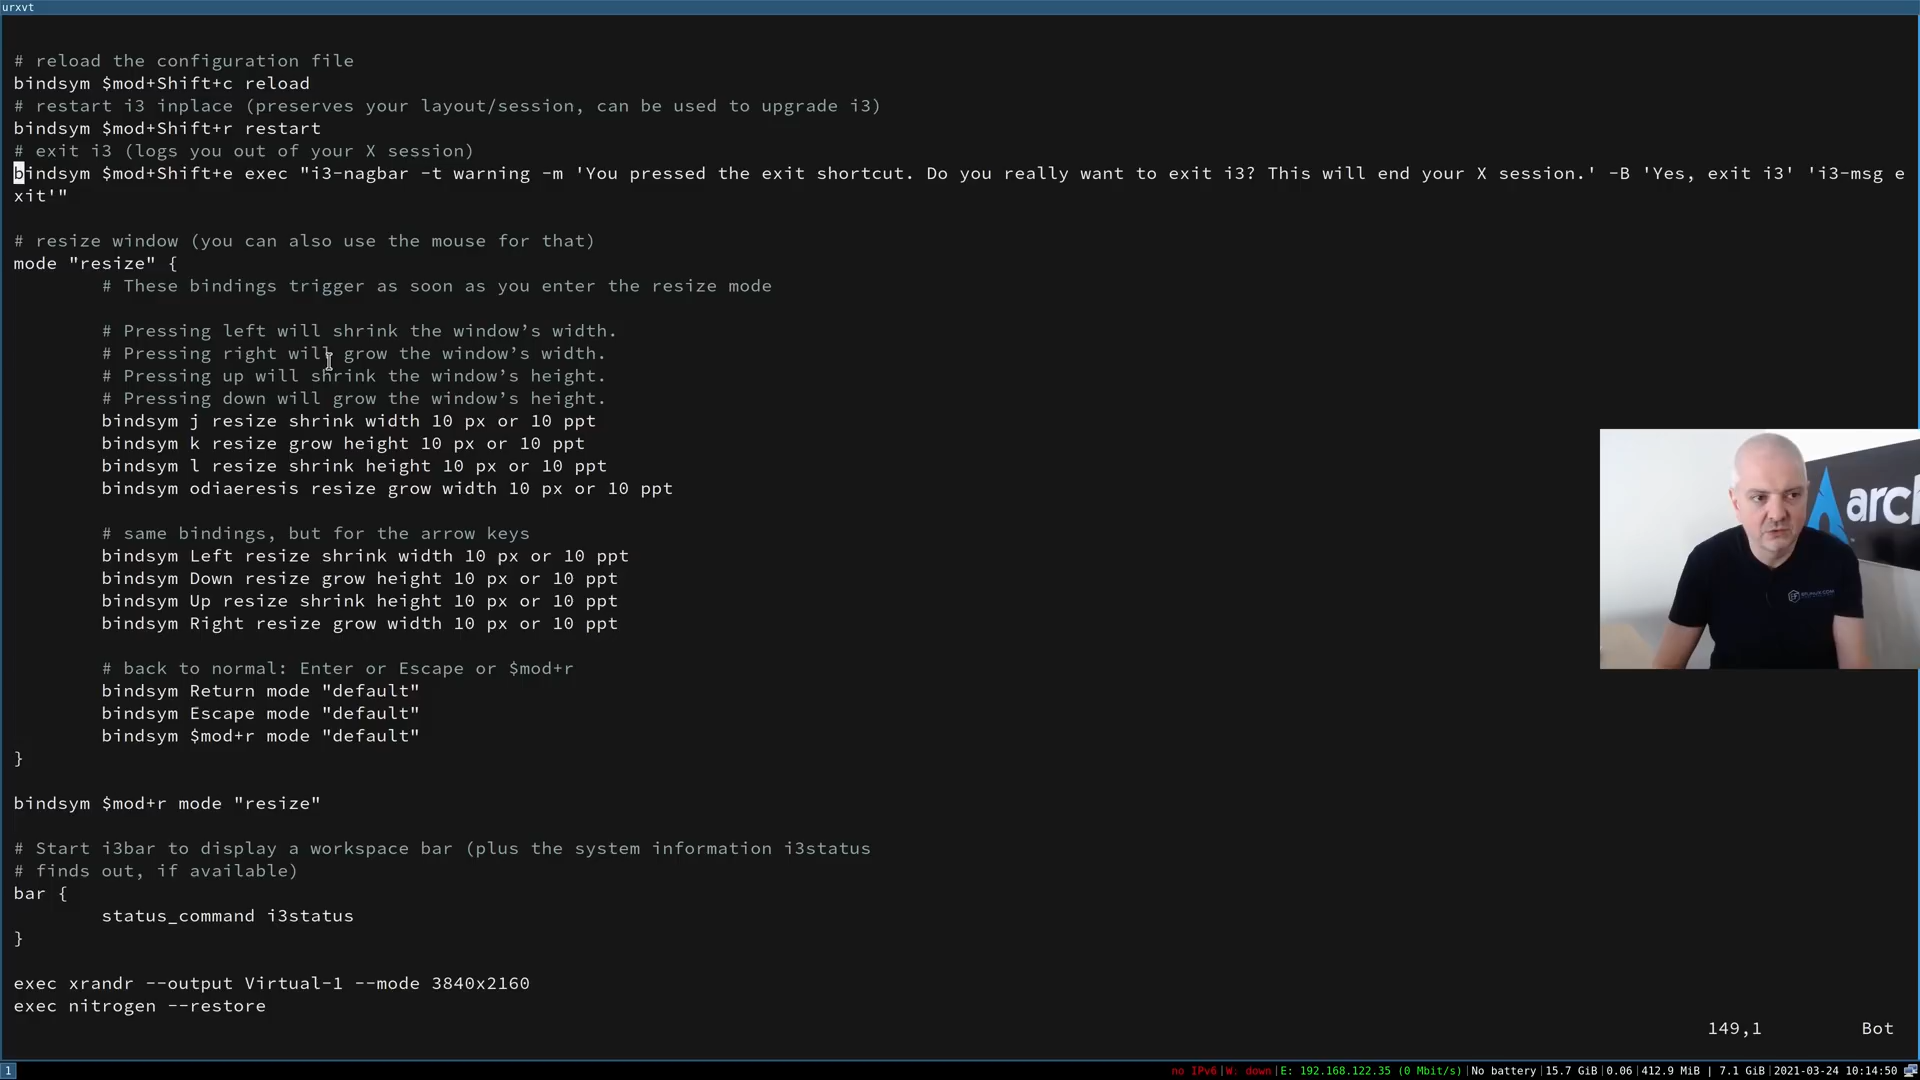 urxvt
# reload the configuration file
bindsym $mod+Shift+c reload
# restart i3 inplace (preserves your layout/session, can be used to upgrade i3)
bindsym $mod+Shift+r restart
# exit i3 (logs you out of your X session)
bindsym $mod+Shift+e exec "i3-nagbar -t warning -m 'You pressed the exit shortcut. Do you really want to exit i3? This will end your X session.' -B 'Yes, exit i3' 'i3-msg e
xit'"
# resize window (you can also use the mouse for that)
mode "resize" {
# These bindings trigger as soon as you enter the resize mode
# Pressing left will shrink the window’s width.
# Pressing right will grow the window’s width.
# Pressing up will shrink the window’s height.
# Pressing down will grow the window’s height.
bindsym j resize shrink width 10 px or 10 ppt
bindsym k resize grow height 10 px or 10 ppt
bindsym l resize shrink height 10 px or 10 ppt
bindsym odiaeresis resize grow width 10 px or 10 ppt
# same bindings, but for the arrow keys
bindsym Left resize shrink width 10 px or 10 ppt
bindsym Down resize grow height 10 px or 10 ppt
bindsym Up resize shrink height 10 px or 10 ppt
bindsym Right resize grow width 10 px or 10 ppt
# back to normal: Enter or Escape or $mod+r
bindsym Return mode "default"
bindsym Escape mode "default"
bindsym $mod+r mode "default"
}
bindsym $mod+r mode "resize"
# Start i3bar to display a workspace bar (plus the system information i3status
# finds out, if available)
bar {
status_command i3status
}
exec xrandr --output Virtual-1 --mode 3840x2160
exec nitrogen --restore
149,1 Bot
arch
1 no IPv6|W: down|E: 192.168.122.35 (0 Mbit/s)|No battery|15.7 GiB|0.06|412.9 MiB | 7.1 GiB|2021-03-24 10:14:50